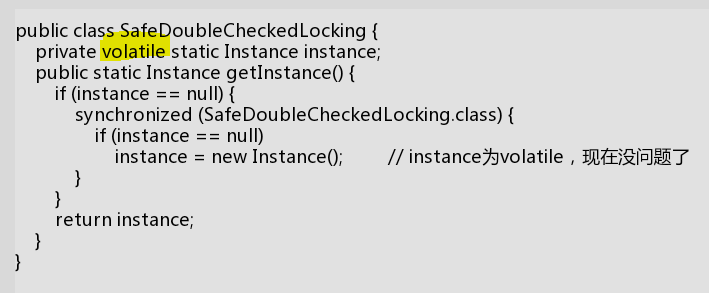 public class SafeDoubleCheckedLocking {
    private volatile static Instance instance;
    public static Instance getInstance() {
        if (instance == null) {
            synchronized (SafeDoubleCheckedLocking.class) {
                if (instance == null)
                    instance = new Instance();        // instance为volatile，现在没问题了
            }
        }
        return instance;
    }
}